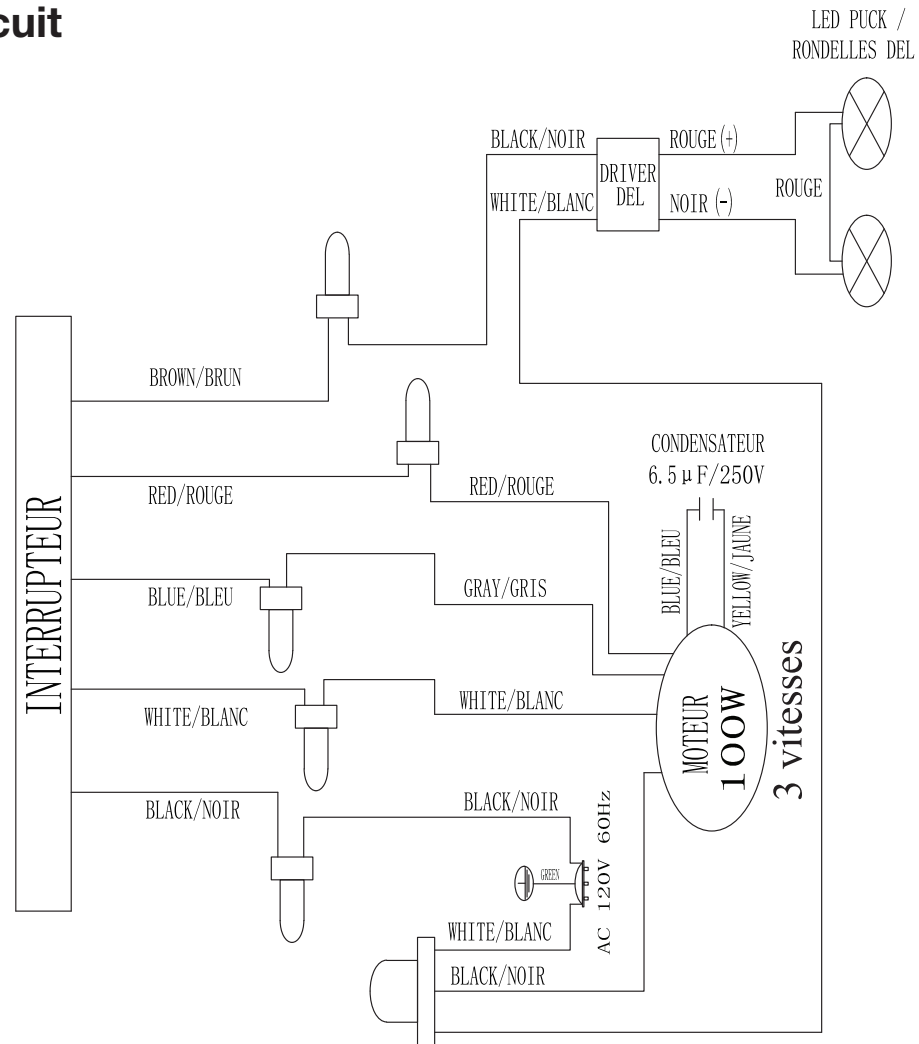 cuit
LED PUCK /
RONDELLES DEL
BLACK/NOIR
ROUGE (+)
DRIVER
DEL
WHITE/BLANC
NOIR (-)
ROUGE
BROWN/BRUN
CONDENSATEUR
6.5μF/250V
RED/ROUGE
RED/ROUGE
BLUE/BLEU
YELLOW/JAUNE
INTERRUPTEUR
BLUE/BLEU
GRAY/GRIS
WHITE/BLANC
WHITE/BLANC
MOTEUR
100W
3 vitesses
BLACK/NOIR
BLACK/NOIR
AC 120V 60Hz
GREEN
WHITE/BLANC
BLACK/NOIR